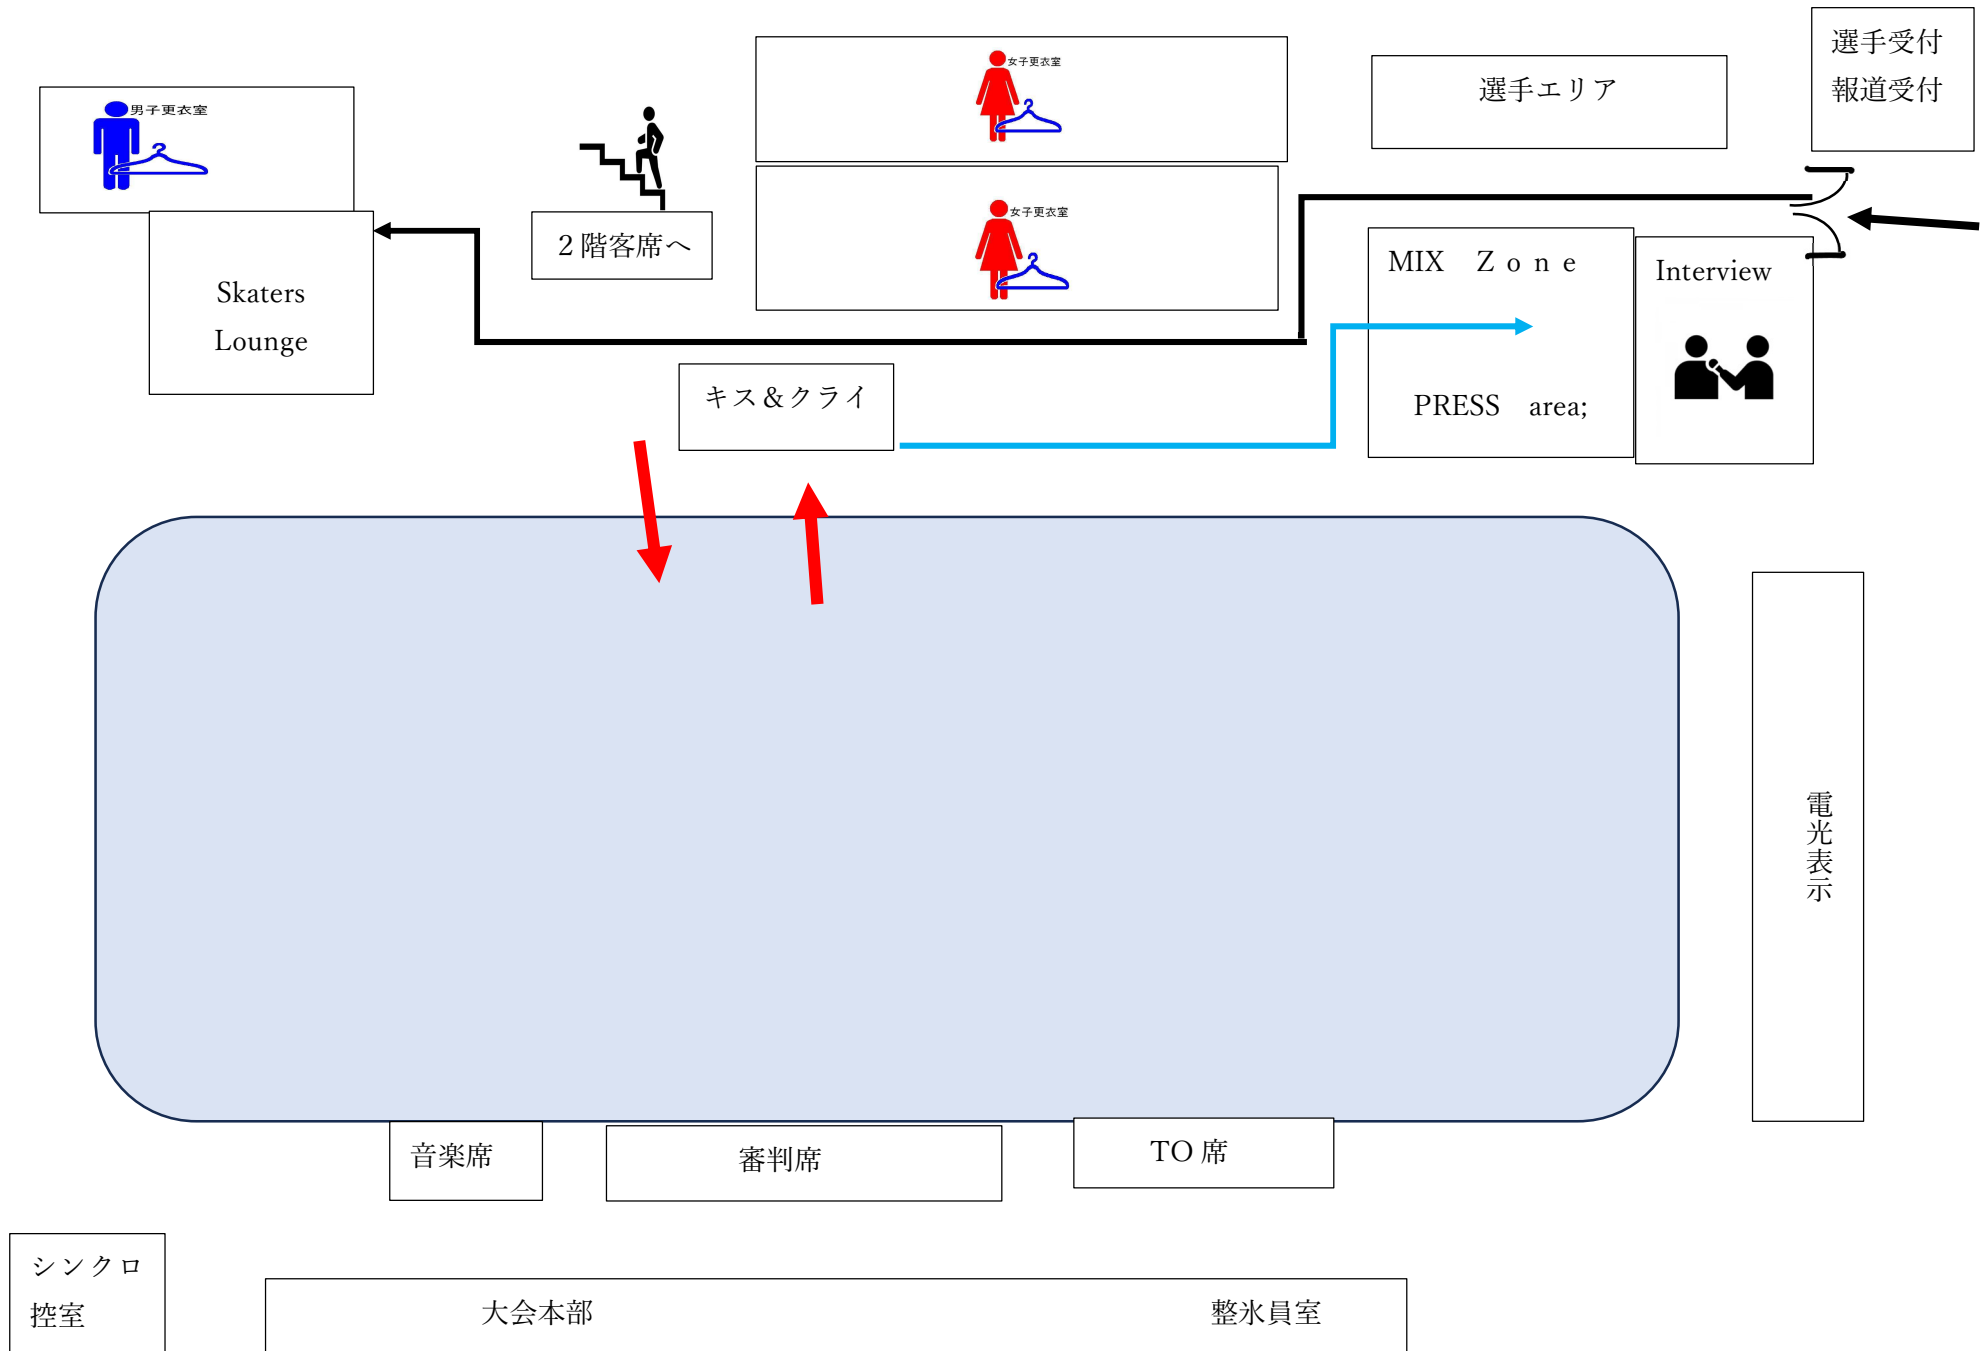 選手受付
報道受付
女子更衣室
選手エリア
男子更衣室
女子更衣室
２階客席へ
MIX　Ｚｏｎｅ
Interview
Skaters
Lounge
キス＆クライ
PRESS　area;
電光表示
音楽席
審判席
TO 席
シンクロ
控室
大会本部
整氷員室